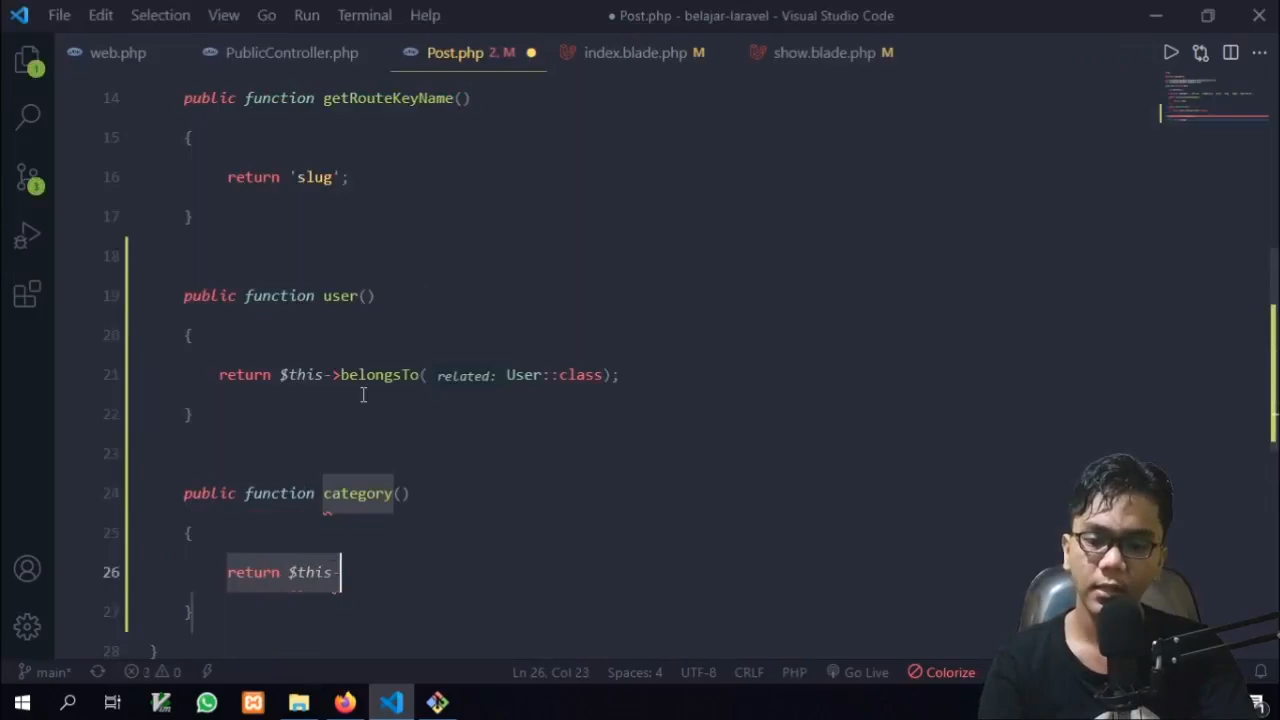 File Edit Selection View Go Run Terminal Help ● Post.php - belajar-laravel - Visual Studio Code
web.php PublicController.php Post.php 2, M index.blade.php M show.blade.php M
14 public function getRouteKeyName()
15 {
16 return 'slug';
17 }
18
19 public function user()
20 {
21 return $this->belongsTo( related: User::class);
22 }
23
24 public function category()
25 {
26 return $this-
27 }
28 }
main* 3 0 Ln 26, Col 23 Spaces: 4 UTF-8 CRLF PHP Go Live Colorize